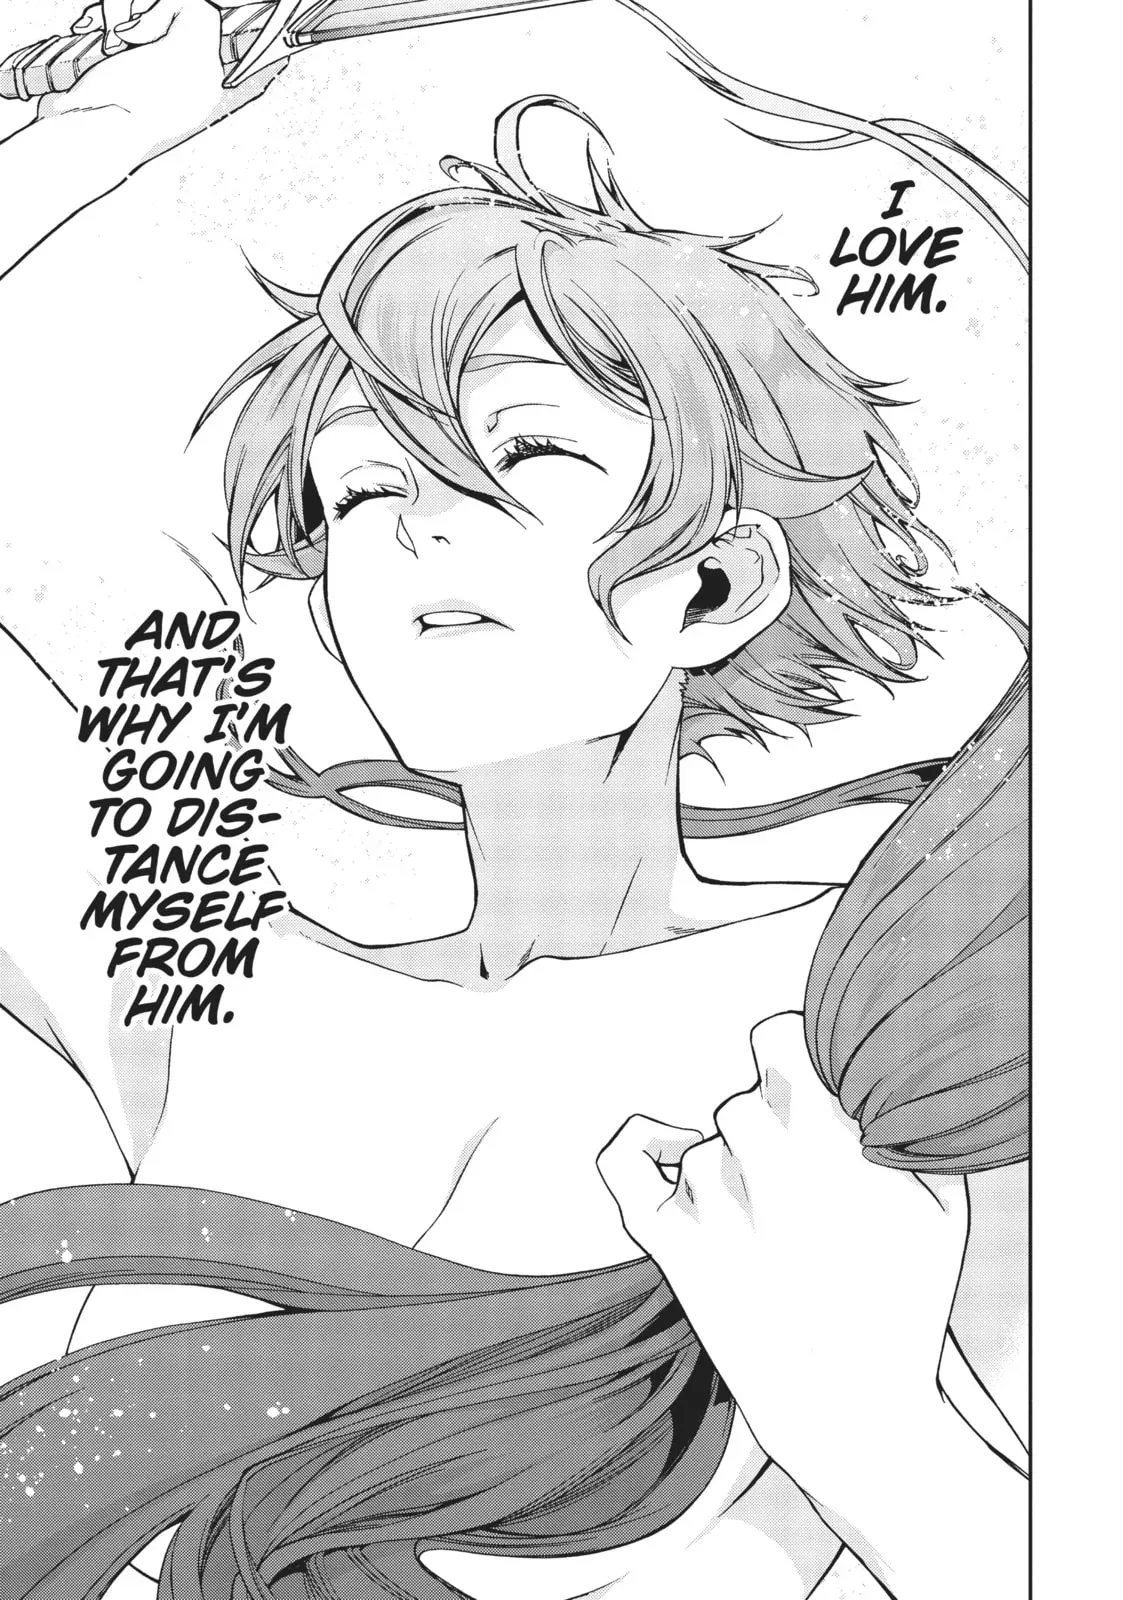 I
LOVE
HIM.
AND
THAT'S
WHY I'M
GOING
TO DIS-
TANCE
MYSELF
FROM
HIM.